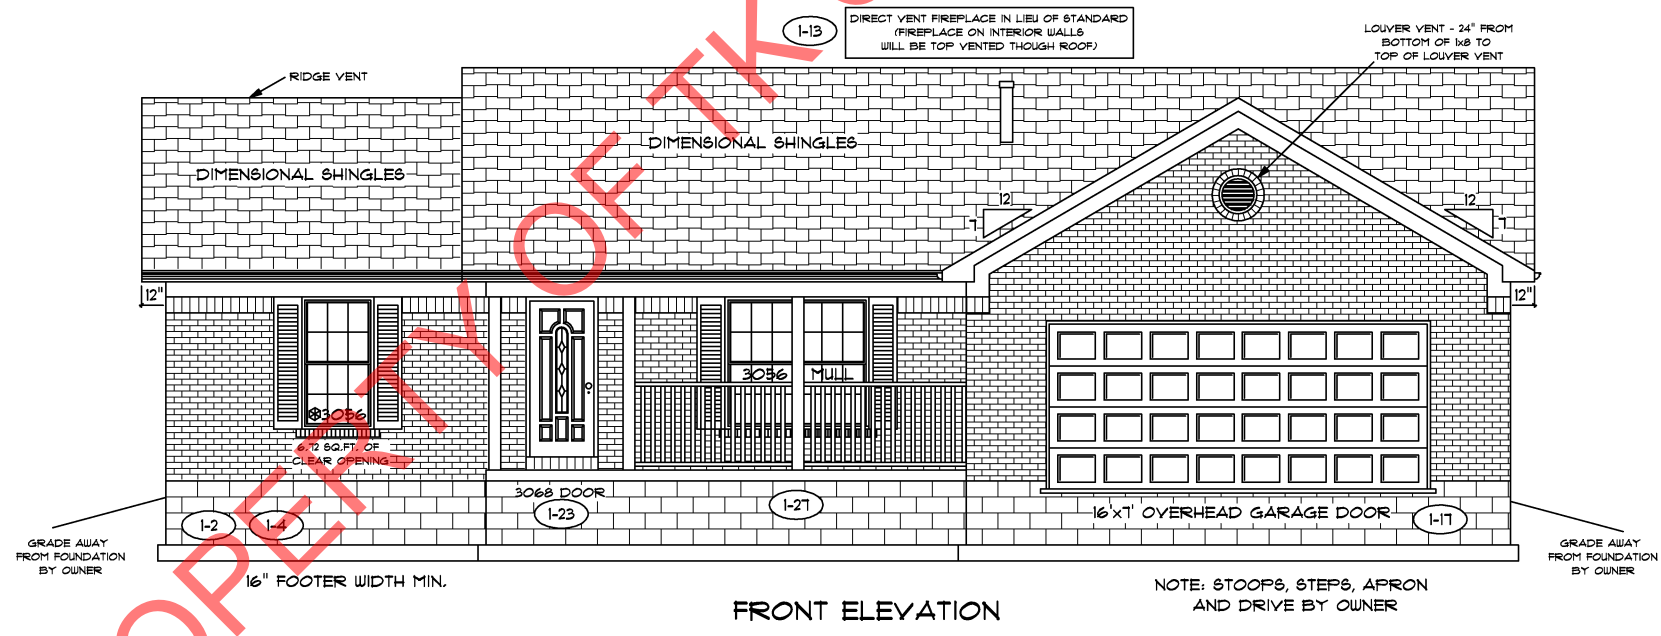 1-13
DIRECT VENT FIREPLACE IN LIEU OF STANDARD
(FIREPLACE ON INTERIOR WALLS
WILL BE TOP VENTED THOUGH ROOF)
LOUVER VENT - 24" FROM
BOTTOM OF 1x8 TO
TOP OF LOUVER VENT
RIDGE VENT
DIMENSIONAL SHINGLES
DIMENSIONAL SHINGLES
12
7
12
7
12"
12"
3056 MULL
3056
6.72 SQ.FT. OF
CLEAR OPENING
3068 DOOR
1-2
1-4
1-23
1-27
16'x7' OVERHEAD GARAGE DOOR
1-17
GRADE AWAY
FROM FOUNDATION
BY OWNER
GRADE AWAY
FROM FOUNDATION
BY OWNER
16" FOOTER WIDTH MIN.
NOTE: STOOPS, STEPS, APRON
AND DRIVE BY OWNER
FRONT ELEVATION
OPERTY OF TK